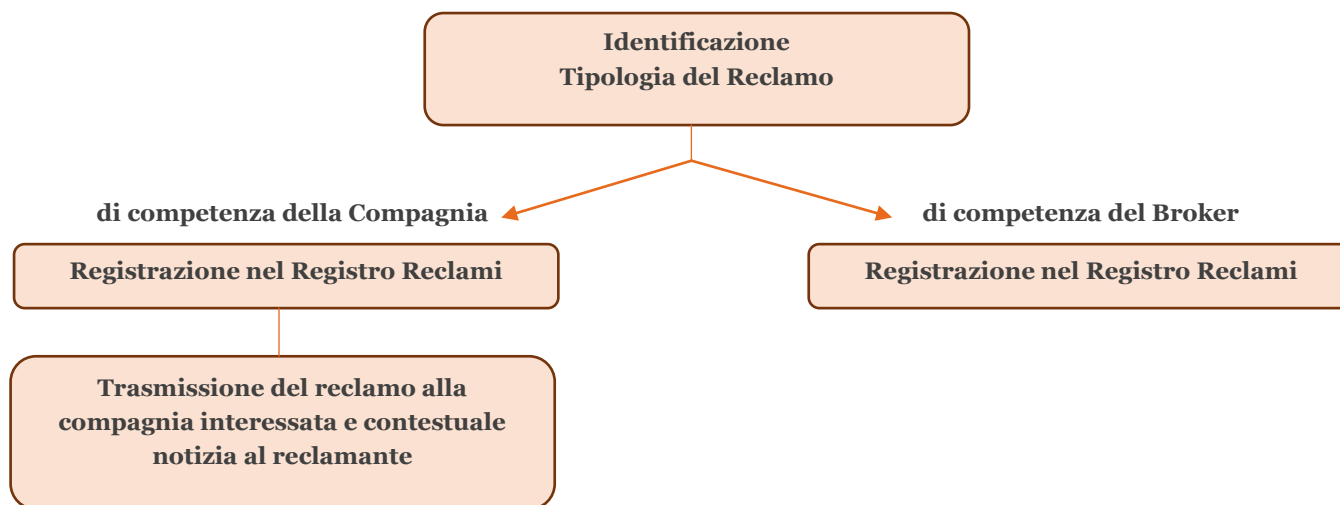 Identificazione
Tipologia del Reclamo
di competenza della Compagnia
di competenza del Broker
Registrazione nel Registro Reclami
Registrazione nel Registro Reclami
Trasmissione del reclamo alla
compagnia interessata e contestuale
notizia al reclamante